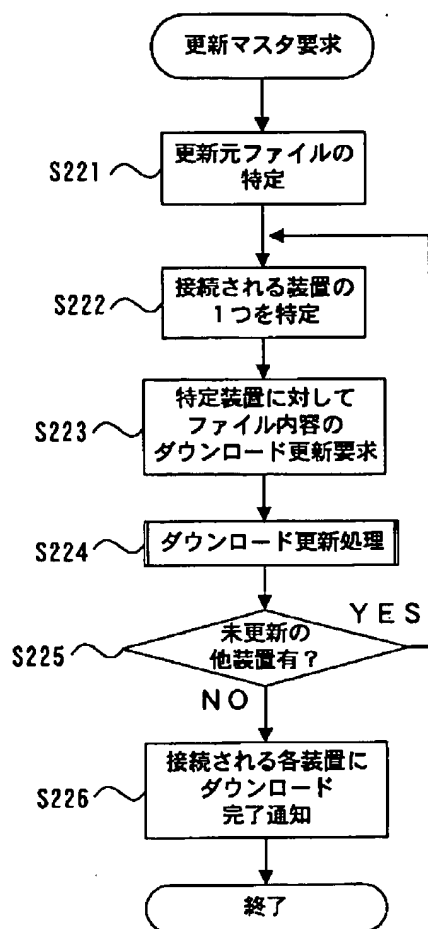 更新マスタ要求
S221
更新元ファイルの
特定
S222
接続される装置の
1つを特定
S223
特定装置に対して
ファイル内容の
ダウンロード更新要求
S224
ダウンロード更新処理
YES
S225
未更新の
他装置有?
NO
S226
接続される各装置に
ダウンロード
完了通知
終了